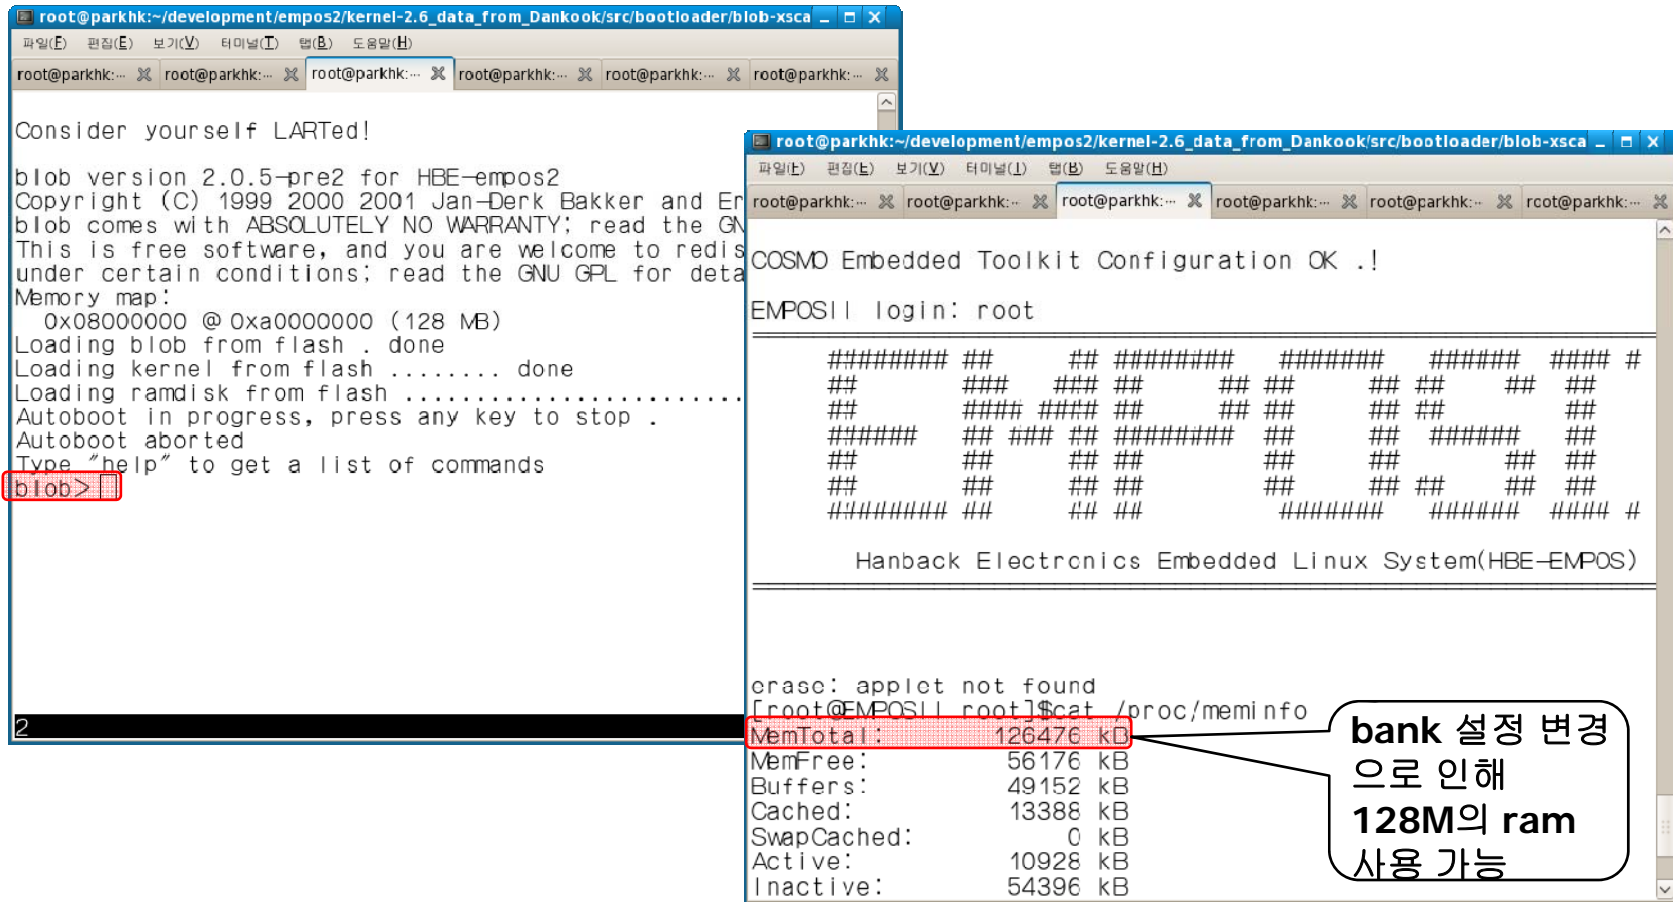 root@parkhk:~/development/empos2/kernel-2.6_data_from_Dankook/src/bootloader/blob-xsca
파일(F) 편집(E) 보기(V) 터미널(T) 탭(B) 도움말(H)
root@parkhk:... root@parkhk:... root@parkhk:... root@parkhk:... root@parkhk:... root@parkhk:...
Consider yourself LARTed!
blob version 2.0.5-pre2 for HBE-empos2
Copyright (C) 1999 2000 2001 Jan-Derk Bakker and Er
blob comes with ABSOLUTELY NO WARRANTY; read the GN
This is free software, and you are welcome to redis
under certain conditions; read the GNU GPL for deta
Memory map:
0x08000000 @ 0xa0000000 (128 MB)
Loading blob from flash . done
Loading kernel from flash ........ done
Loading ramdisk from flash .........................
Autoboot in progress, press any key to stop .
Autoboot aborted
Type "help" to get a list of commands
blob>
2
root@parkhk:~/development/empos2/kernel-2.6_data_from_Dankook/src/bootloader/blob-xsca
파일(F) 편집(E) 보기(V) 터미널(T) 탭(B) 도움말(H)
root@parkhk:... root@parkhk:... root@parkhk:... root@parkhk:... root@parkhk:... root@parkhk:...
COSMO Embedded Toolkit Configuration OK .!
EMPOSII login: root
######## ## ## ######## ####### ###### #### #
## ### ### ## ## ## ## ## ## ##
## #### #### ## ## ## ## ## ##
###### ## ### ## ######## ## ## ###### ##
## ## ## ## ## ## ## ##
## ## ## ## ## ## ## ## ##
######## ## ## ## ####### ###### #### #
Hanback Electronics Embedded Linux System(HBE-EMPOS)
erase: applet not found
[root@EMPOSII root]$cat /proc/meminfo
MemTotal: 126476 kB
MemFree: 56176 kB
Buffers: 49152 kB
Cached: 13388 kB
SwapCached: 0 kB
Active: 10928 kB
Inactive: 54396 kB
bank 설정 변경
으로 인해
128M의 ram
사용 가능